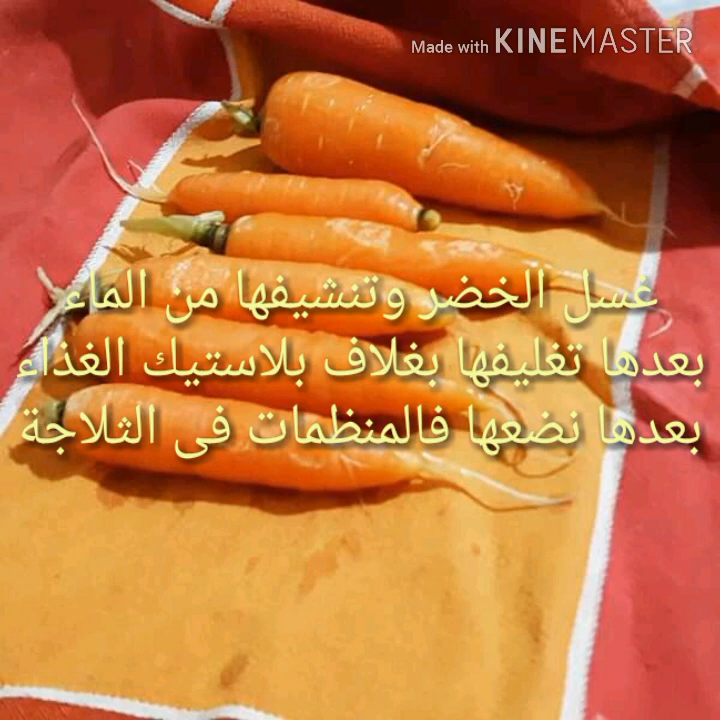 Made with KINEMASTER
غسل الخضر وتنشيفها من الماء
بعدها تغليفها بغلاف بلاستيك الغذاء
بعدها نضعها فالمنظمات فى الثلاجة